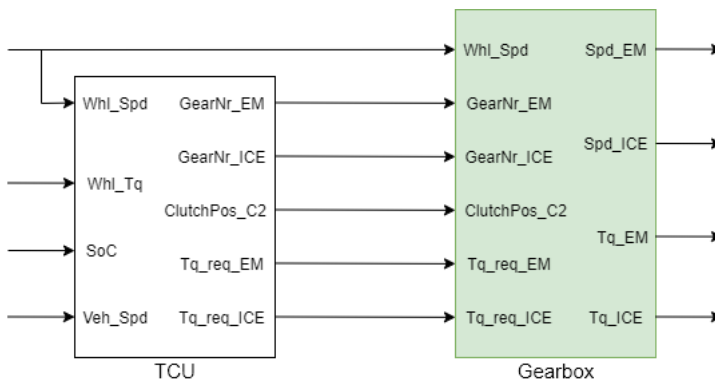 Whl_Spd
Spd_EM
Whl_Spd
GearNr_EM
GearNr_EM
GearNr_ICE
GearNr_ICE
Spd_ICE
Whl_Tq
ClutchPos_C2
ClutchPos_C2
Tq_EM
SoC
Tq_req_EM
Tq_req_EM
Veh_Spd
Tq_req_ICE
Tq_req_ICE
Tq_ICE
TCU
Gearbox